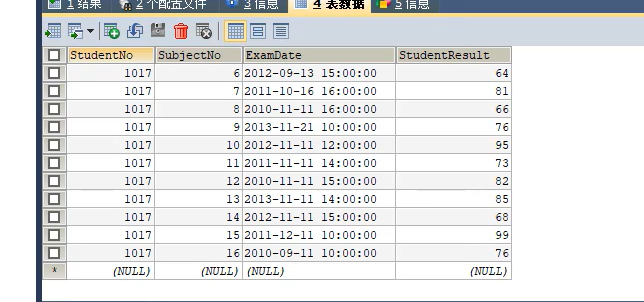 1 结果 2 个配置文件 3 信息 4 表数据 5 信息
StudentNo SubjectNo ExamDate StudentResult
1017 6 2012-09-13 15:00:00 64
1017 7 2011-10-16 16:00:00 81
1017 8 2010-11-11 16:00:00 66
1017 9 2013-11-21 10:00:00 76
1017 10 2012-11-11 12:00:00 95
1017 11 2011-11-11 14:00:00 73
1017 12 2010-11-11 15:00:00 82
1017 13 2013-11-11 14:00:00 85
1017 14 2012-11-11 15:00:00 68
1017 15 2011-12-11 10:00:00 99
1017 16 2010-09-11 10:00:00 76
* (NULL) (NULL) (NULL) (NULL)